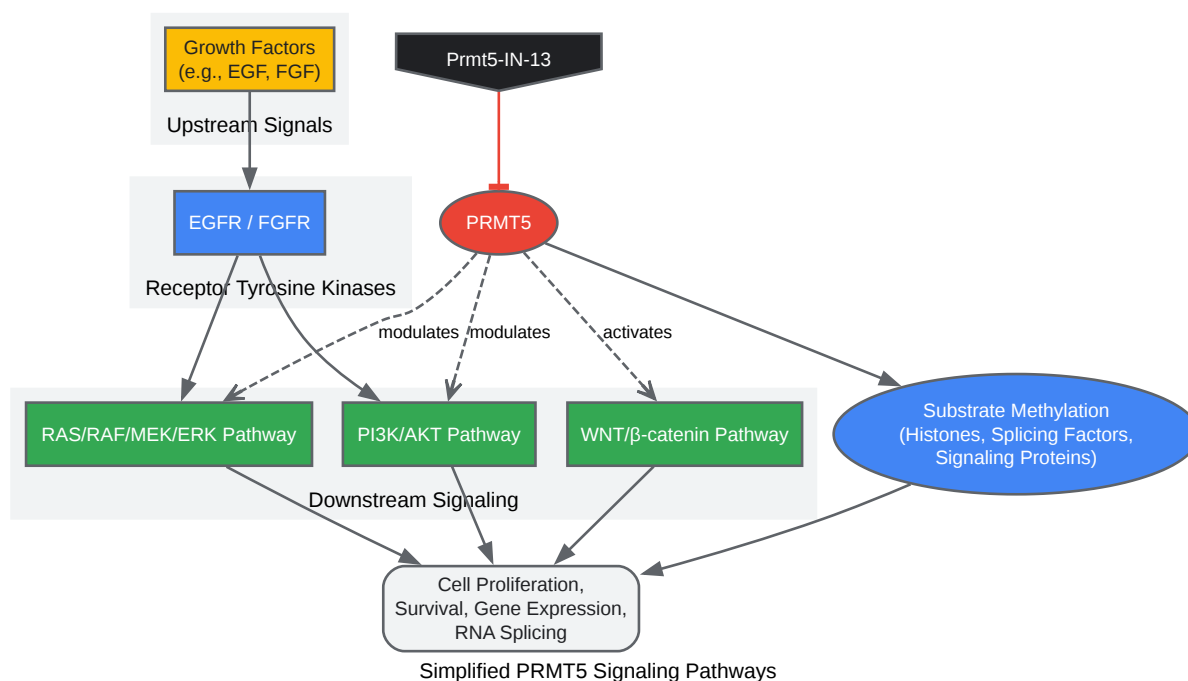 Growth Factors
(e.g., EGF, FGF)
Upstream Signals
Prmt5-IN-13
EGFR / FGFR
Receptor Tyrosine Kinases
PRMT5
modulates
modulates
activates
RAS/RAF/MEK/ERK Pathway
PI3K/AKT Pathway
WNT/β-catenin Pathway
Downstream Signaling
Substrate Methylation
(Histones, Splicing Factors,
Signaling Proteins)
Cell Proliferation,
Survival, Gene Expression,
RNA Splicing
Simplified PRMT5 Signaling Pathways